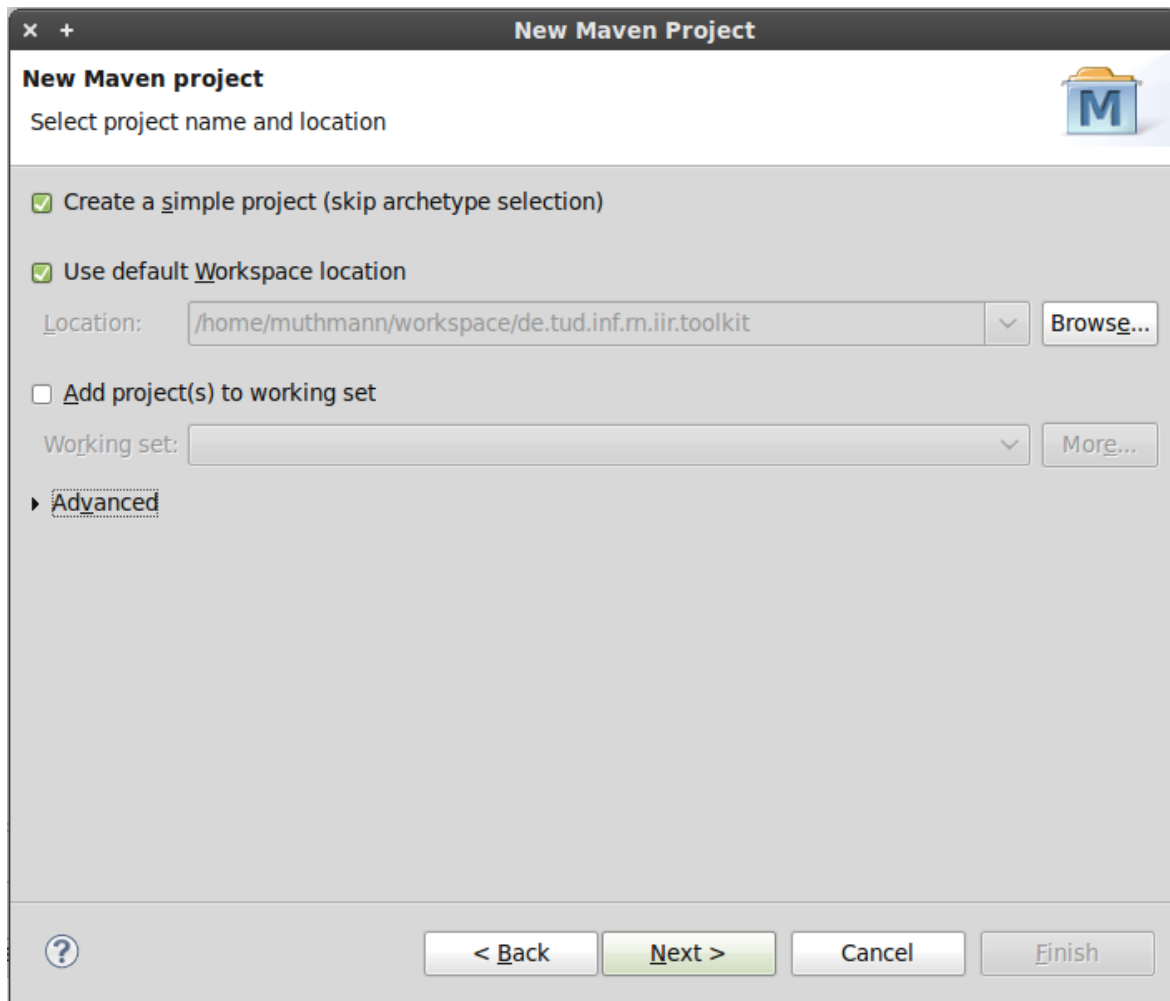 New Maven Project
New Maven project
Select project name and location
M
Create a simple project (skip archetype selection)
Use default Workspace location
Location: /home/muthmann/workspace/de.tud.inf.rn.iir.toolkit Browse...
Add project(s) to working set
Working set: More...
Advanced
? < Back Next > Cancel Finish